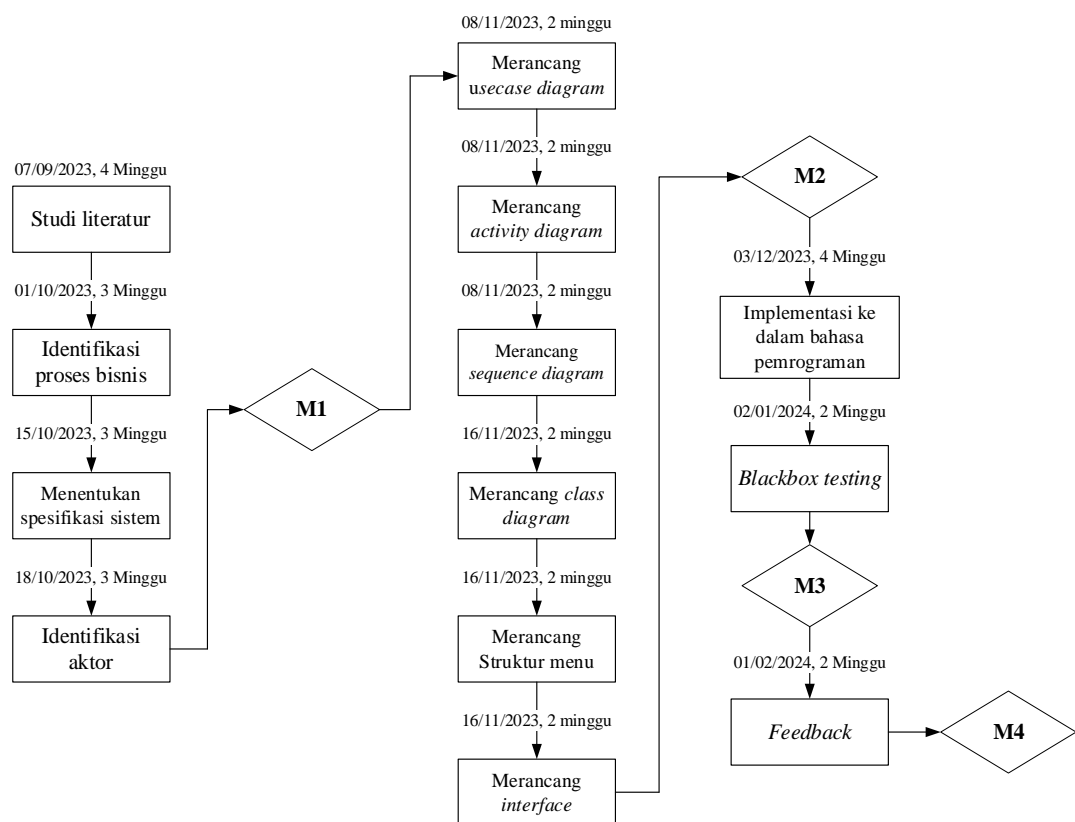 07/09/2023, 4 Minggu
Studi literatur
01/10/2023, 3 Minggu
Identifikasi
proses bisnis
15/10/2023, 3 Minggu
Menentukan
spesifikasi sistem
18/10/2023, 3 Minggu
Identifikasi
aktor
M1
08/11/2023, 2 minggu
Merancang
usecase diagram
08/11/2023, 2 minggu
Merancang
activity diagram
08/11/2023, 2 minggu
Merancang
sequence diagram
16/11/2023, 2 minggu
Merancang class
diagram
16/11/2023, 2 minggu
Merancang
Struktur menu
16/11/2023, 2 minggu
Merancang
interface
M2
03/12/2023, 4 Minggu
Implementasi ke
dalam bahasa
pemrograman
02/01/2024, 2 Minggu
Blackbox testing
M3
01/02/2024, 2 Minggu
Feedback
M4